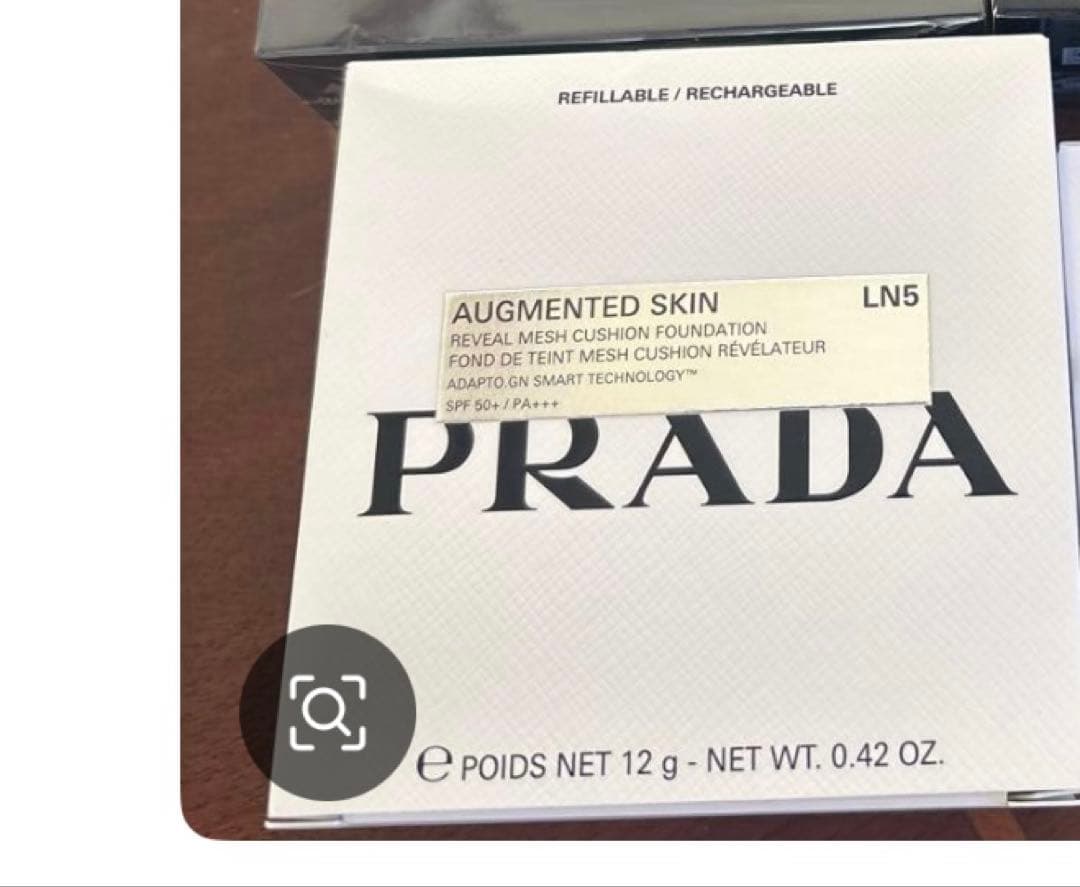 REFILLABLE / RECHARGEABLE
AUGMENTED SKIN LN5
REVEAL MESH CUSHION FOUNDATION
FOND DE TEINT MESH CUSHION RÉVÉLATEUR
ADAPTO.GN SMART TECHNOLOGY™
SPF 50+ / PA+++
PRADA
℮ POIDS NET 12 g - NET WT. 0.42 OZ.